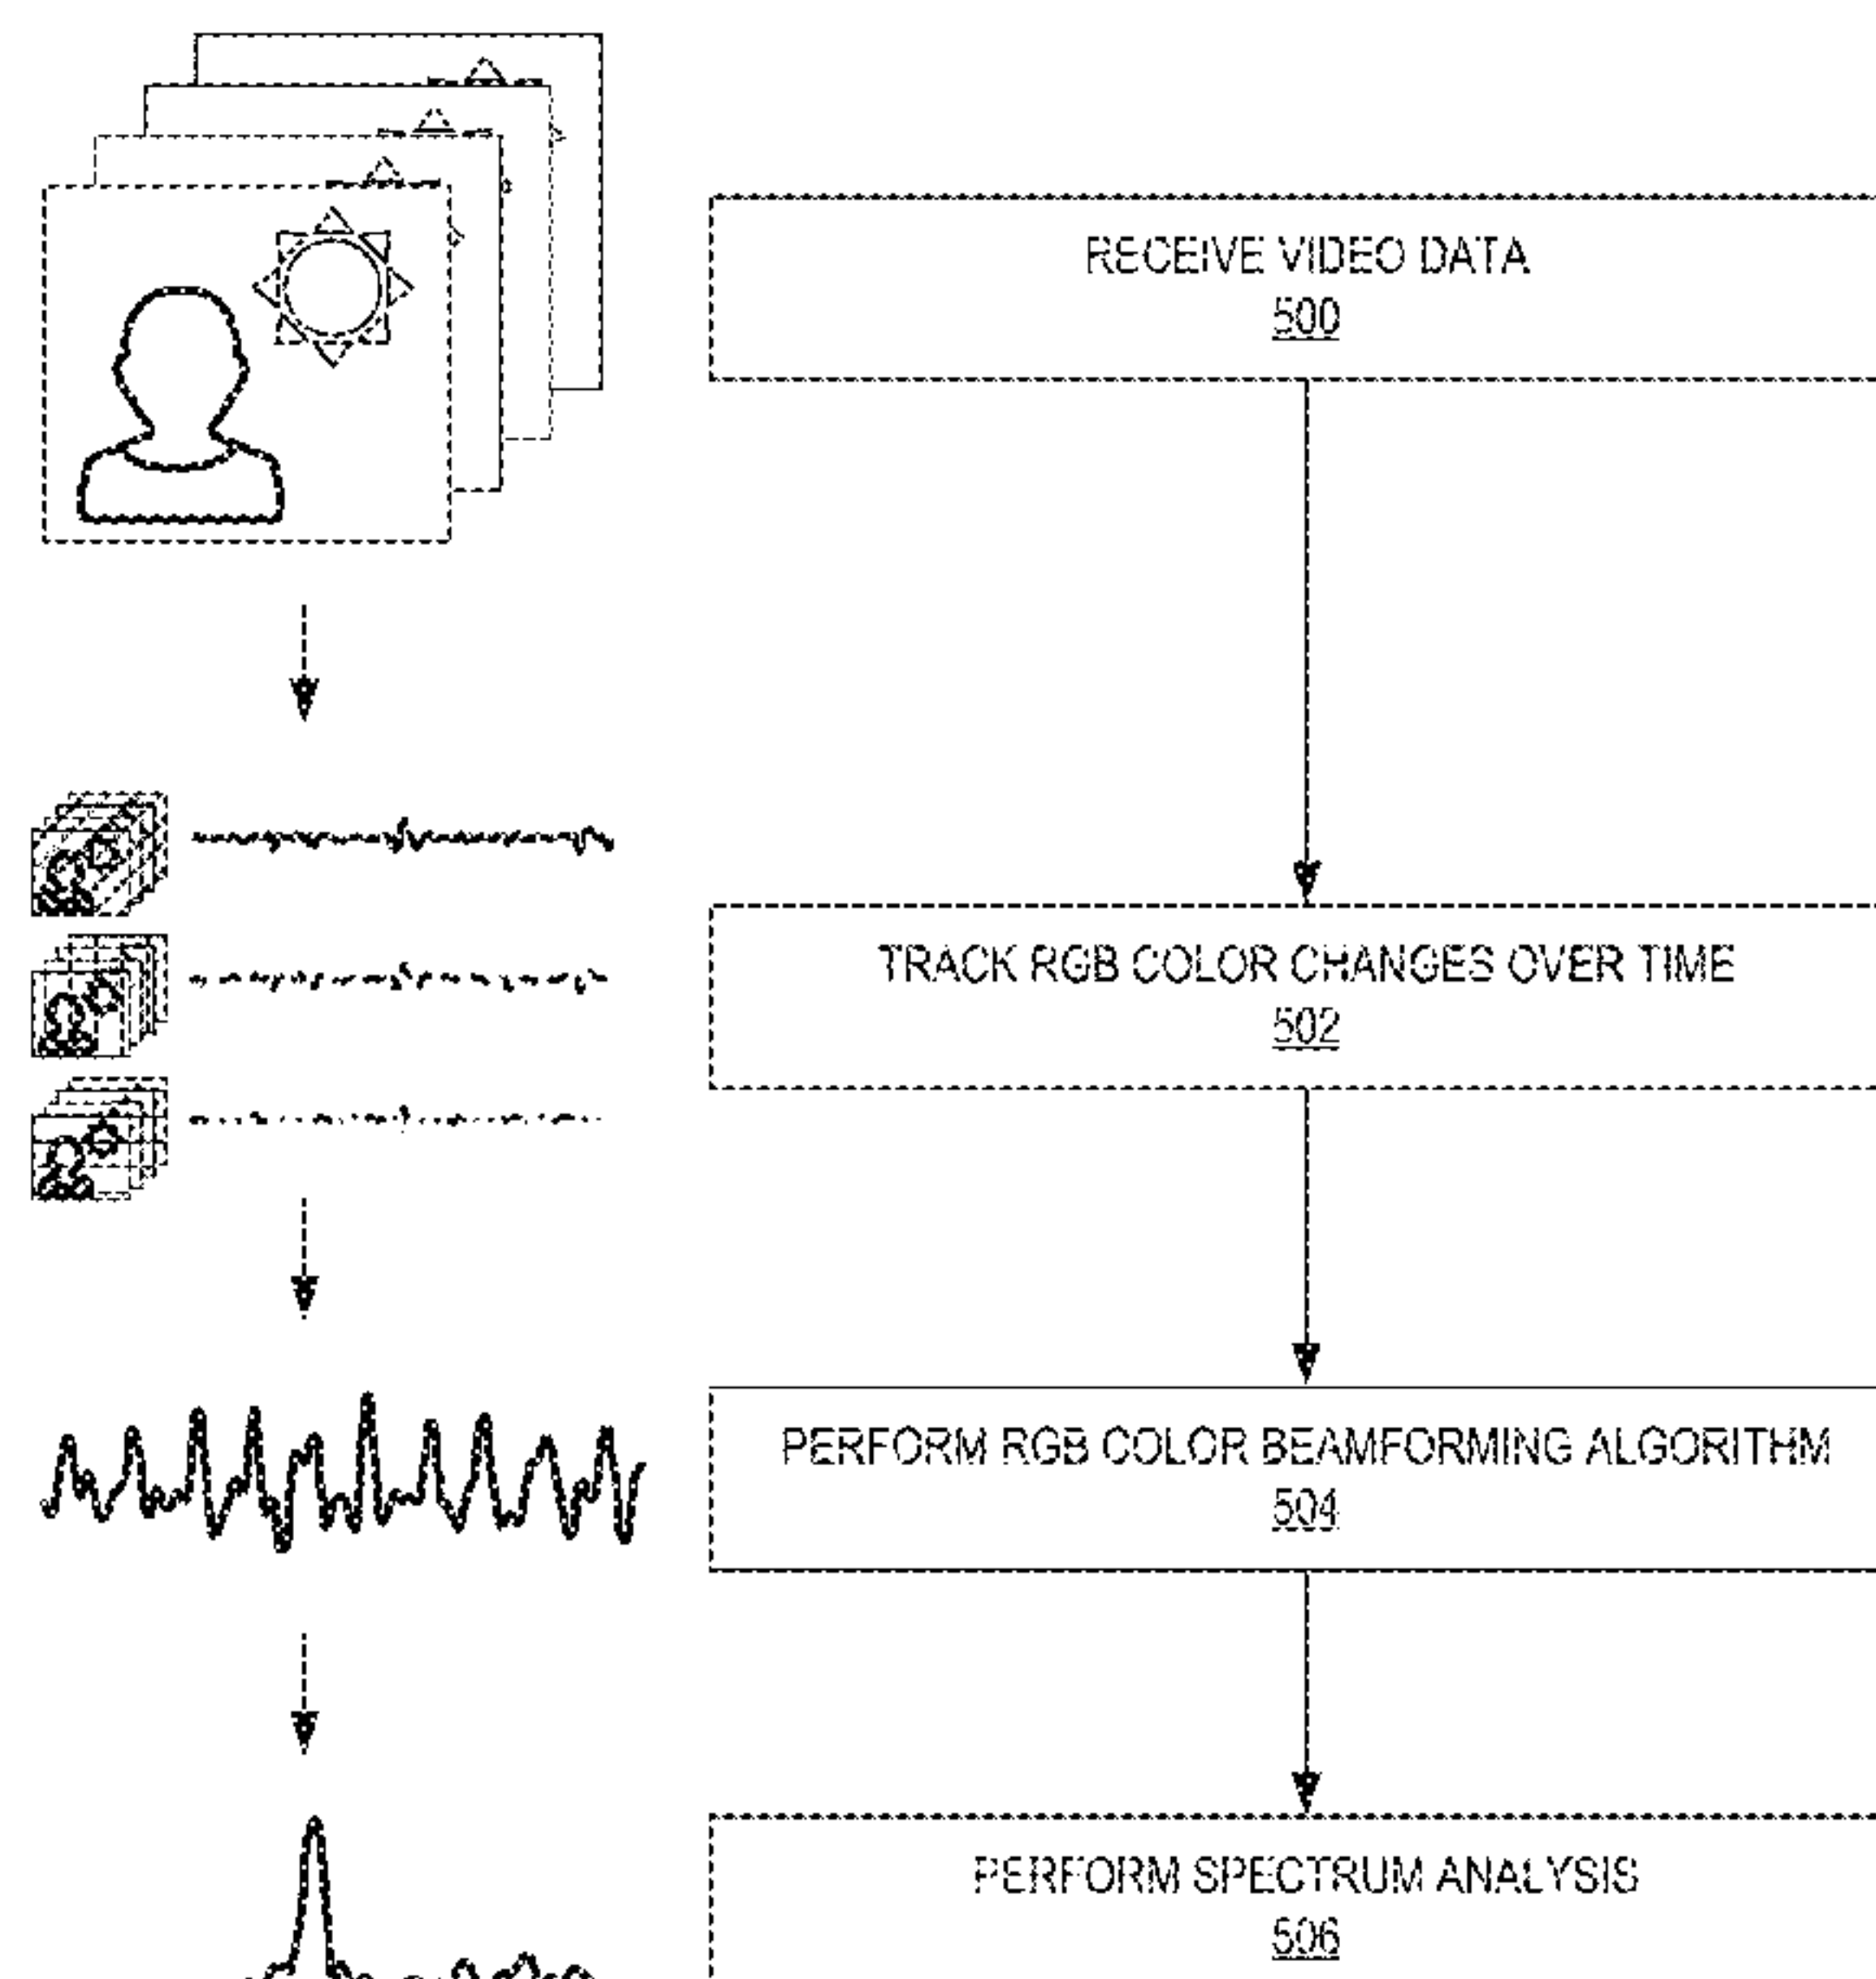 RECEIVE VIDEO DATA
500
TRACK RGB COLOR CHANGES OVER TIME
502
PERFORM RGB COLOR BEAMFORMING ALGORITHM
504
PERFORM SPECTRUM ANALYSIS
506